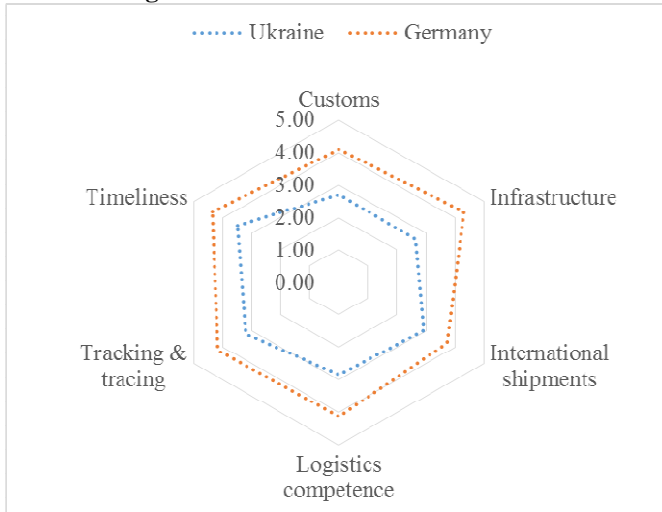 Ukraine Germany
Customs
5.00
4.00
3.00
2.00
1.00
0.00
Timeliness
Infrastructure
Tracking &
tracing
International
shipments
Logistics
competence